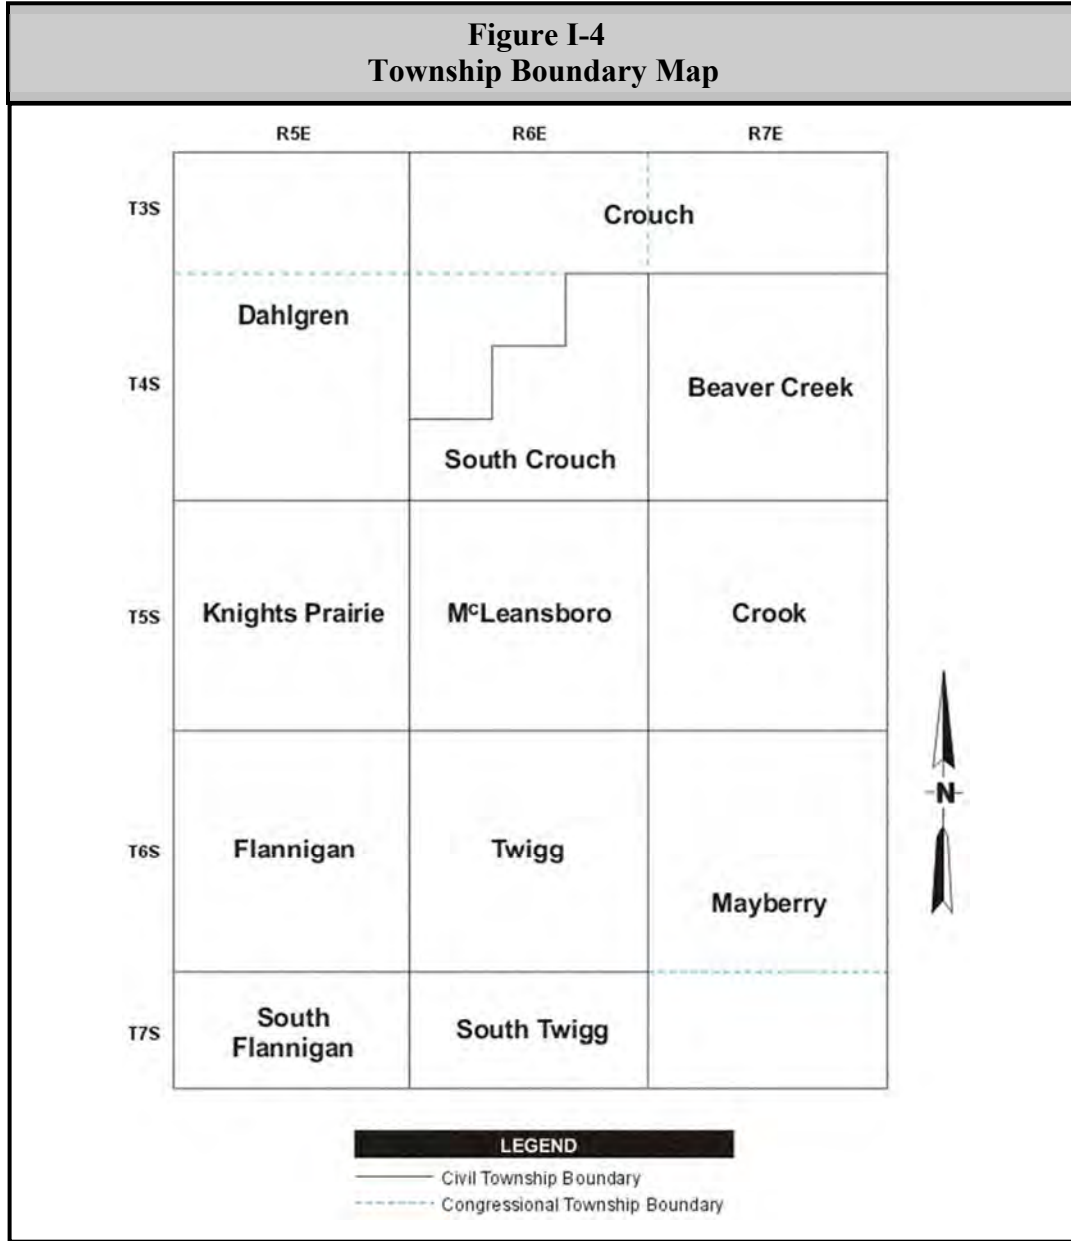 Figure I-4
Township Boundary Map
R5E R6E R7E
T3S
Crouch
Dahlgren
T4S
Beaver Creek
South Crouch
T5S
Knights Prairie
McLeansboro
Crook
T6S
Flannigan
Twigg
Mayberry
N
T7S
South
Flannigan
South Twigg
LEGEND
Civil Township Boundary
Congressional Township Boundary